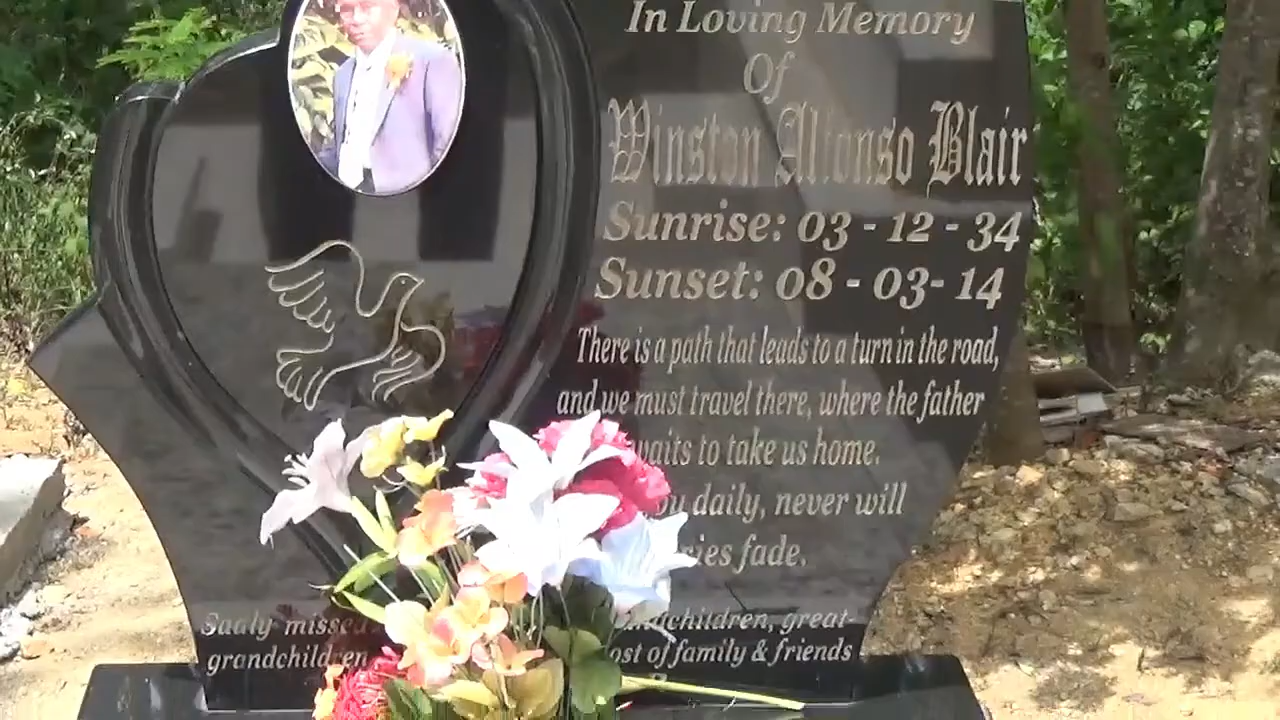 In Loving Memory
Of
Winston Alfonso Blair
Sunrise: 03 - 12 - 34
Sunset: 08 - 03- 14
There is a path that leads to a turn in the road,
and we must travel there, where the father
waits to take us home.
daily, never will
fade.
Sadly missed grandchildren, great-
grandchildren host of family & friends